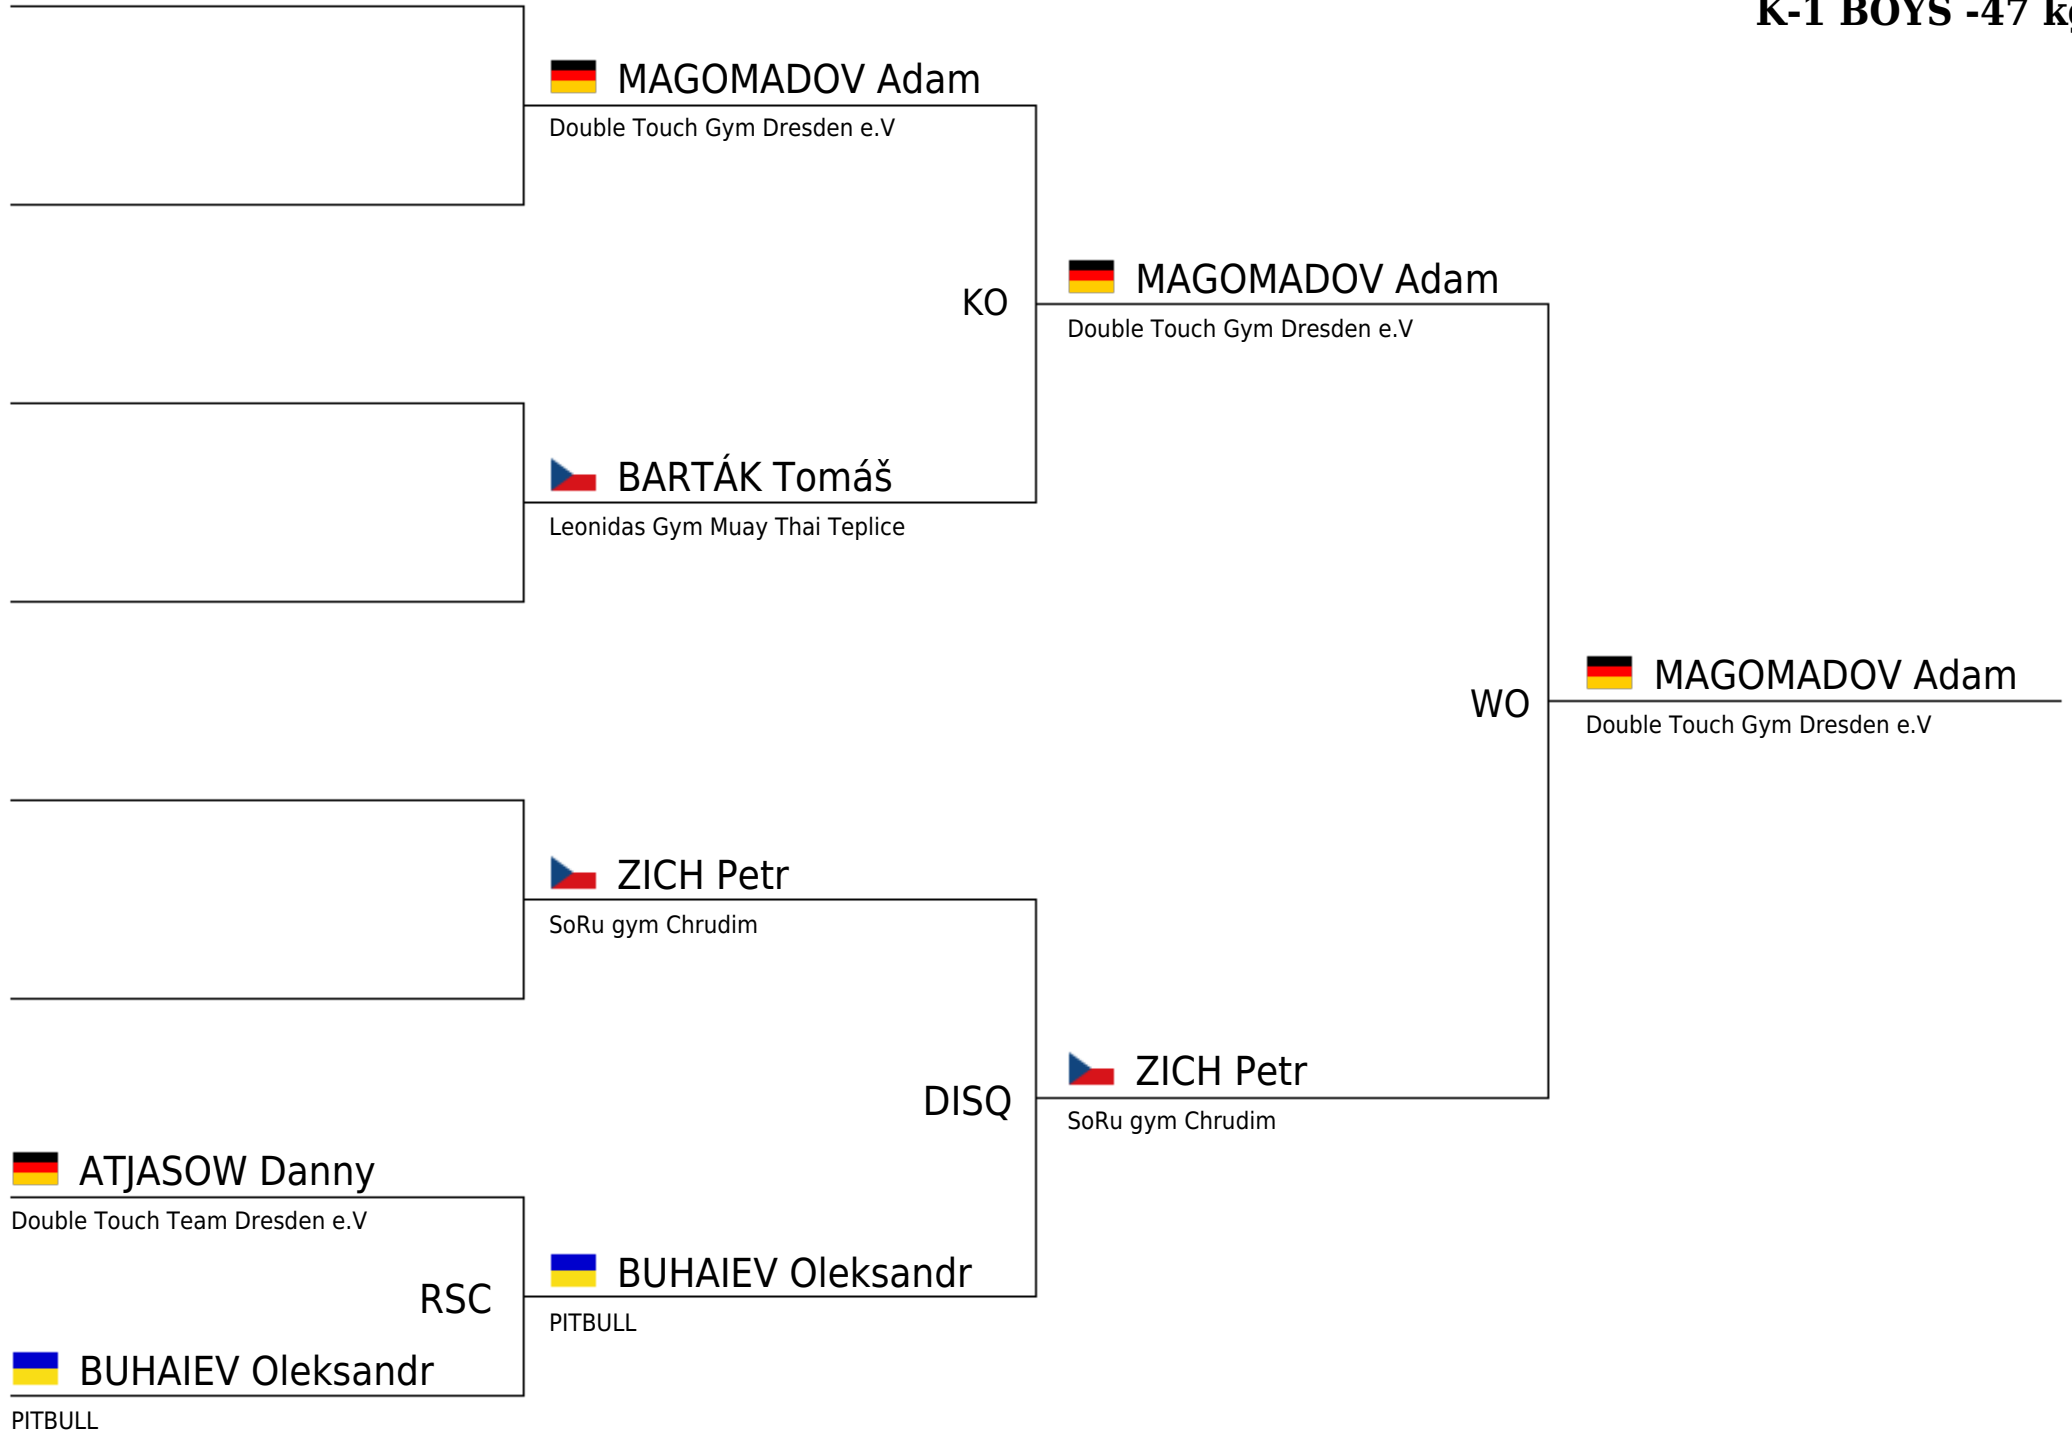 K-1 BOYS -47 kg
MAGOMADOV Adam
Double Touch Gym Dresden e.V
KO
MAGOMADOV Adam
Double Touch Gym Dresden e.V
BARTÁK Tomáš
Leonidas Gym Muay Thai Teplice
WO
MAGOMADOV Adam
Double Touch Gym Dresden e.V
ZICH Petr
SoRu gym Chrudim
DISQ
ZICH Petr
SoRu gym Chrudim
ATJASOW Danny
Double Touch Team Dresden e.V
RSC
BUHAIEV Oleksandr
PITBULL
BUHAIEV Oleksandr
PITBULL